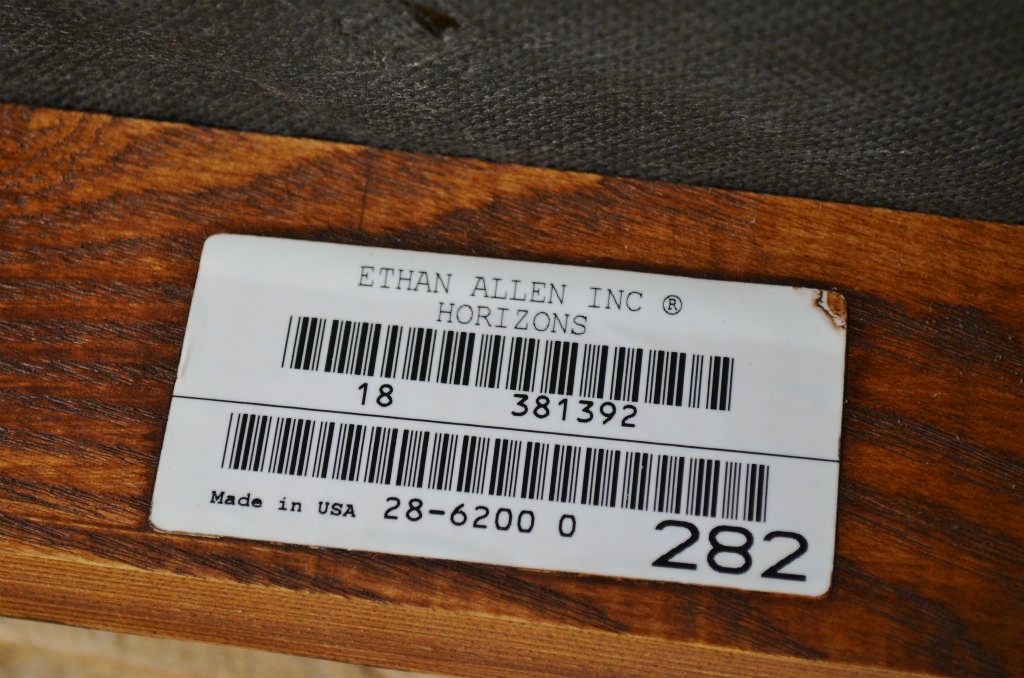 ETHAN ALLEN INC ®
HORIZONS
18 381392
Made in USA 28-6200 0
282